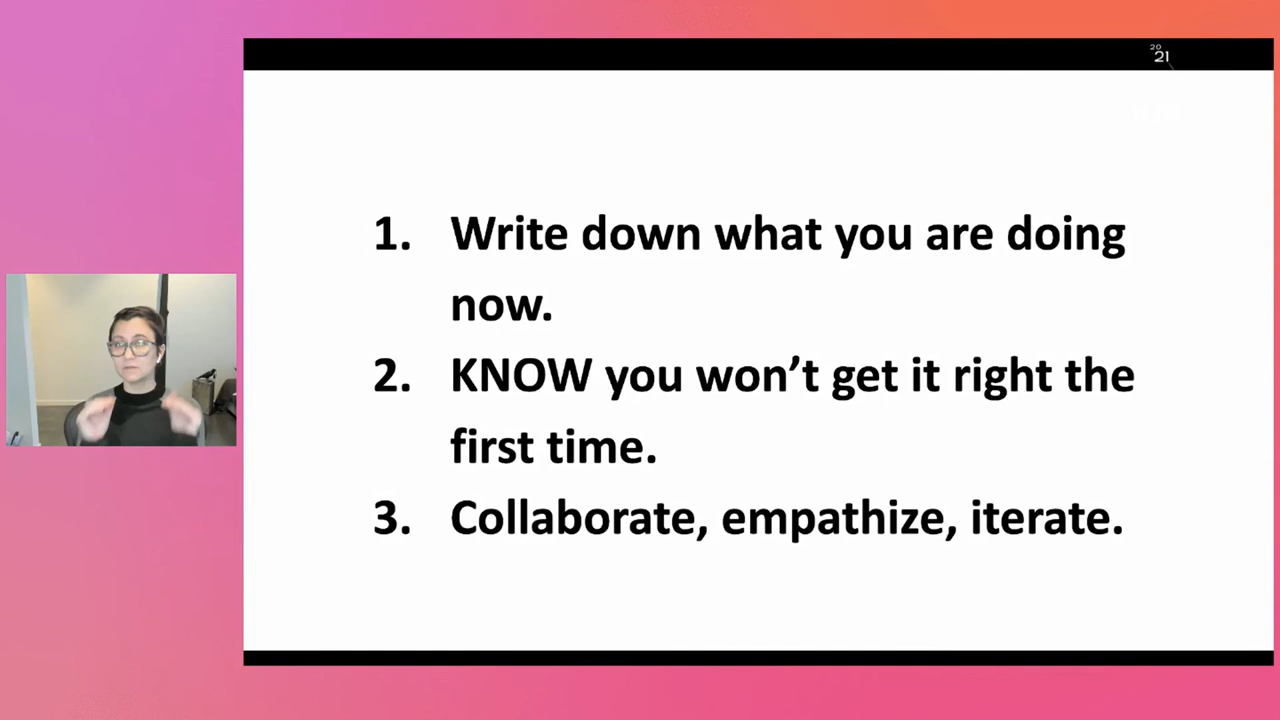 20
21
1. Write down what you are doing
now.
2. KNOW you won’t get it right the
first time.
3. Collaborate, empathize, iterate.